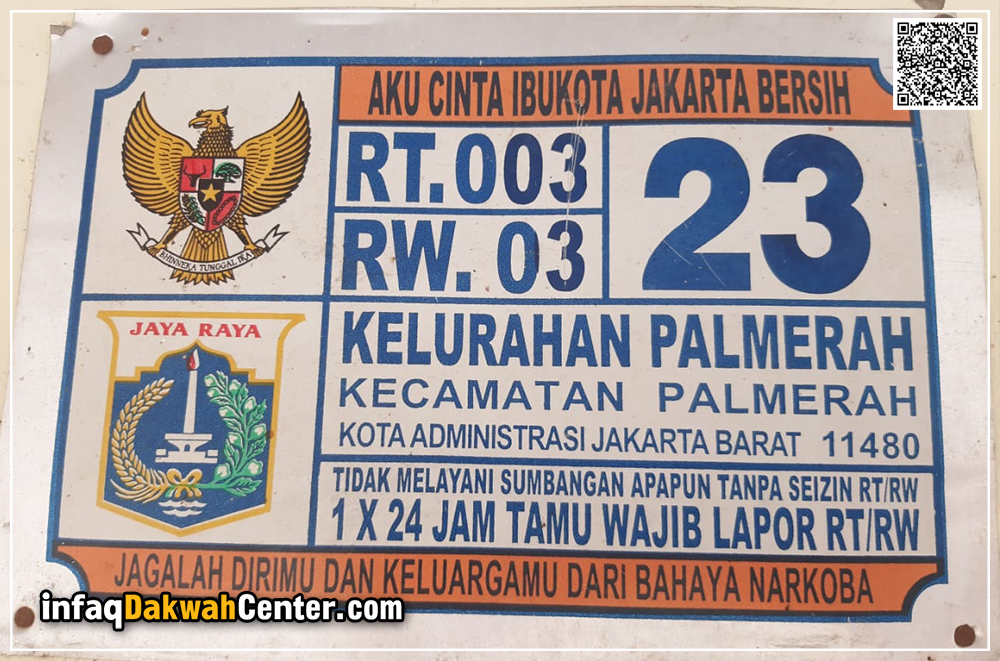 AKU CINTA IBUKOTA JAKARTA BERSIH
RT. 003
RW. 03
23
BHINNEKA TUNGGAL IKA
JAYA RAYA
KELURAHAN PALMERAH
KECAMATAN PALMERAH
KOTA ADMINISTRASI JAKARTA BARAT 11480
TIDAK MELAYANI SUMBANGAN APAPUN TANPA SEIZIN RT/RW
1 X 24 JAM TAMU WAJIB LAPOR RT/RW
JAGALAH DIRIMU DAN KELUARGAMU DARI BAHAYA NARKOBA
infaqDakwahCenter.com